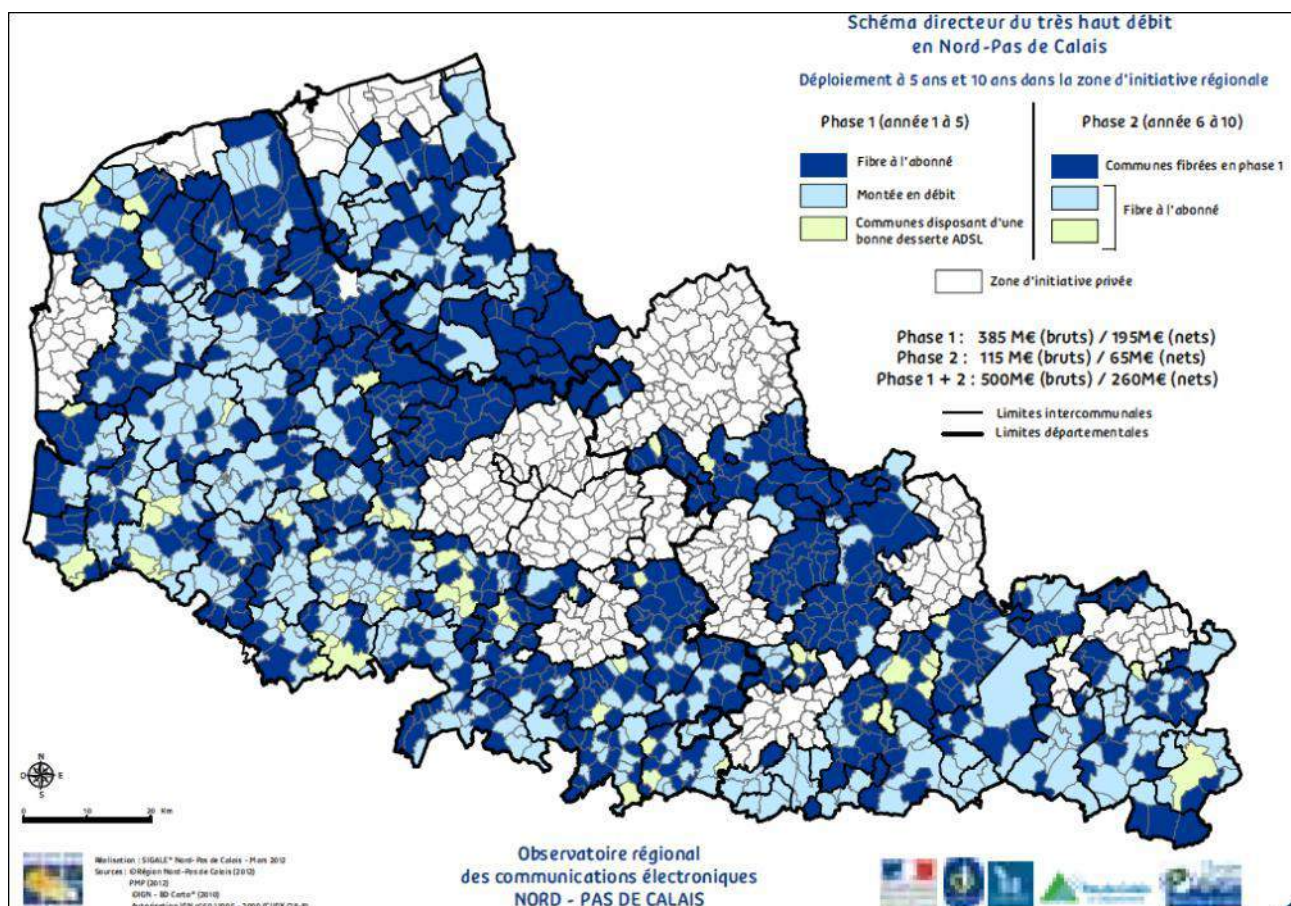 Schéma directeur du très haut débit
en Nord-Pas de Calais
Déploiement à 5 ans et 10 ans dans la zone d'initiative régionale
Phase 1 (année 1 à 5)
Fibre à l'abonné
Montée en débit
Communes disposant d'une
bonne desserte ADSL
Phase 2 (année 6 à 10)
Communes fibrées en phase 1
Fibre à l'abonné
Zone d'initiative privée
Phase 1 : 385 M€ (bruts) / 195M€ (nets)
Phase 2 : 115 M€ (bruts) / 65M€ (nets)
Phase 1 + 2 : 500M€ (bruts) / 260M€ (nets)
Limites intercommunales
Limites départementales
N
O E
S
0 10 20 Km
Réalisation : SIGALE® Nord-Pas de Calais - Mars 2012
Sources : ©Région Nord-Pas de Calais (2012)
PMP (2012)
©IGN - BD Carto® (2010)
Observatoire régional
des communications électroniques
NORD - PAS DE CALAIS